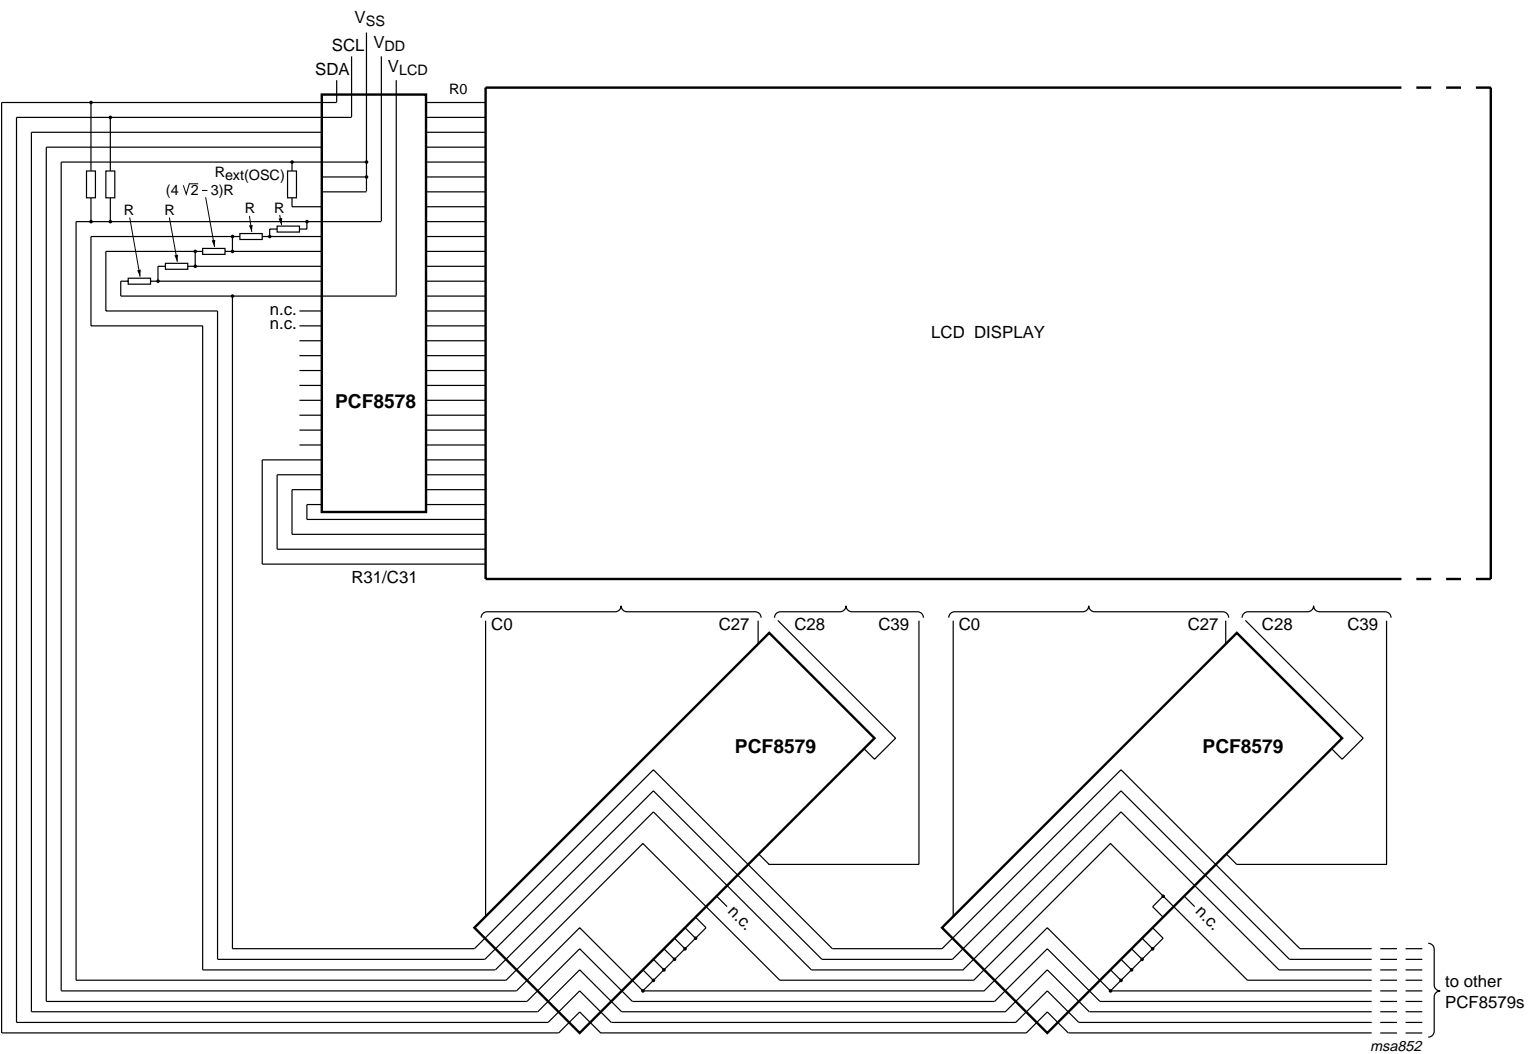 VSS
SCL VDD
SDA VLCD
R0
Rext(OSC)
(4 √2 – 3)R
R R R R
n.c.
n.c.
LCD DISPLAY
PCF8578
R31/C31
C0 C27 C28 C39 C0 C27 C28 C39
PCF8579 PCF8579
n.c. n.c.
to other
PCF8579s
msa852